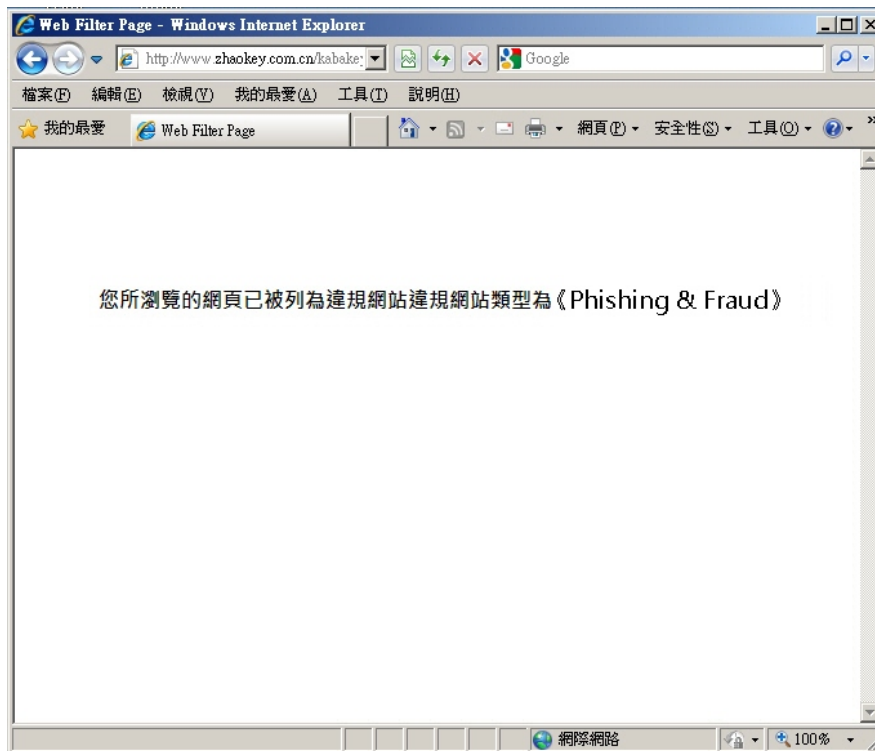 Web Filter Page - Windows Internet Explorer
http://www.zhaokey.com.cn/kabake
Google
檔案(F) 編輯(E) 檢視(V) 我的最愛(A) 工具(T) 說明(H)
我的最愛 Web Filter Page 網頁(P) 安全性(S) 工具(O) »
您所瀏覽的網頁已被列為違規網站違規網站類型為《Phishing & Fraud》
網際網路 100%